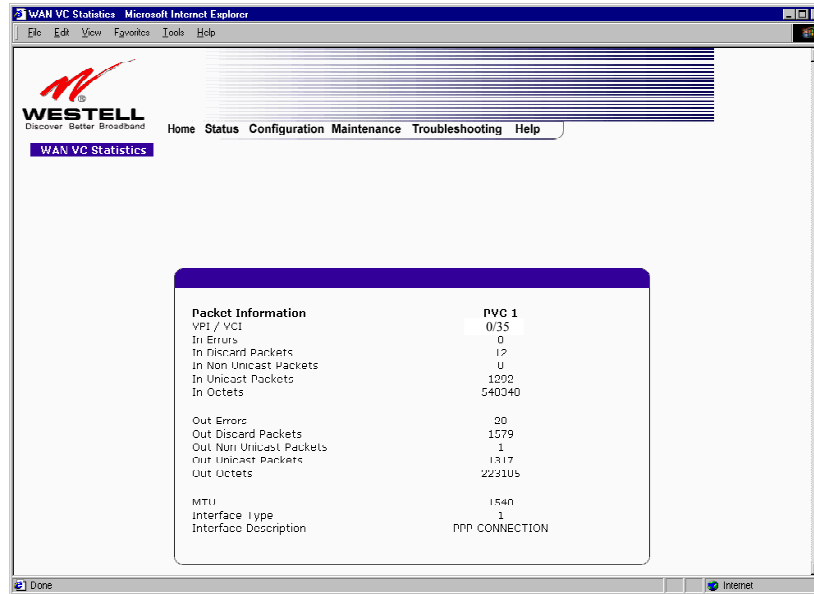 WAN VC Statistics Microsoft Internet Explorer
File Edit View Favorites Tools Help
WESTELL
®
Discover Better Broadband
Home Status Configuration Maintenance Troubleshooting Help
WAN VC Statistics
Packet Information PVC 1
VPI / VCI 0/35
In Errors 0
In Discard Packets 12
In Non Unicast Packets 0
In Unicast Packets 1292
In Octets 540340
Out Errors 20
Out Discard Packets 1579
Out Non Unicast Packets 1
Out Unicast Packets 1317
Out Octets 223105
MTU 1540
Interface Type 1
Interface Description PPP CONNECTION
Done Internet